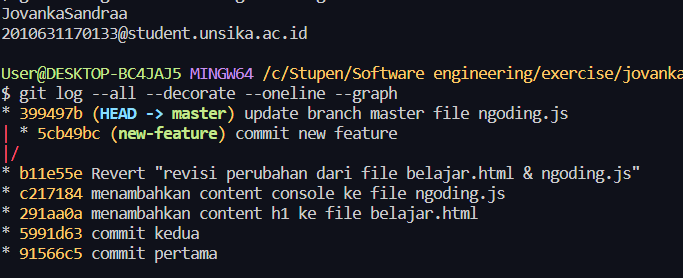 JovankaSandraa
2010631170133@student.unsika.ac.id
User@DESKTOP-BC4JAJ5 MINGW64 /c/Stupen/Software engineering/exercise/jovanka
$ git log --all --decorate --oneline --graph
* 399497b (HEAD -> master) update branch master file ngoding.js
| * 5cb49bc (new-feature) commit new feature
|/
* b11e55e Revert "revisi perubahan dari file belajar.html & ngoding.js"
* c217184 menambahkan content console ke file ngoding.js
* 291aa0a menambahkan content h1 ke file belajar.html
* 5991d63 commit kedua
* 91566c5 commit pertama